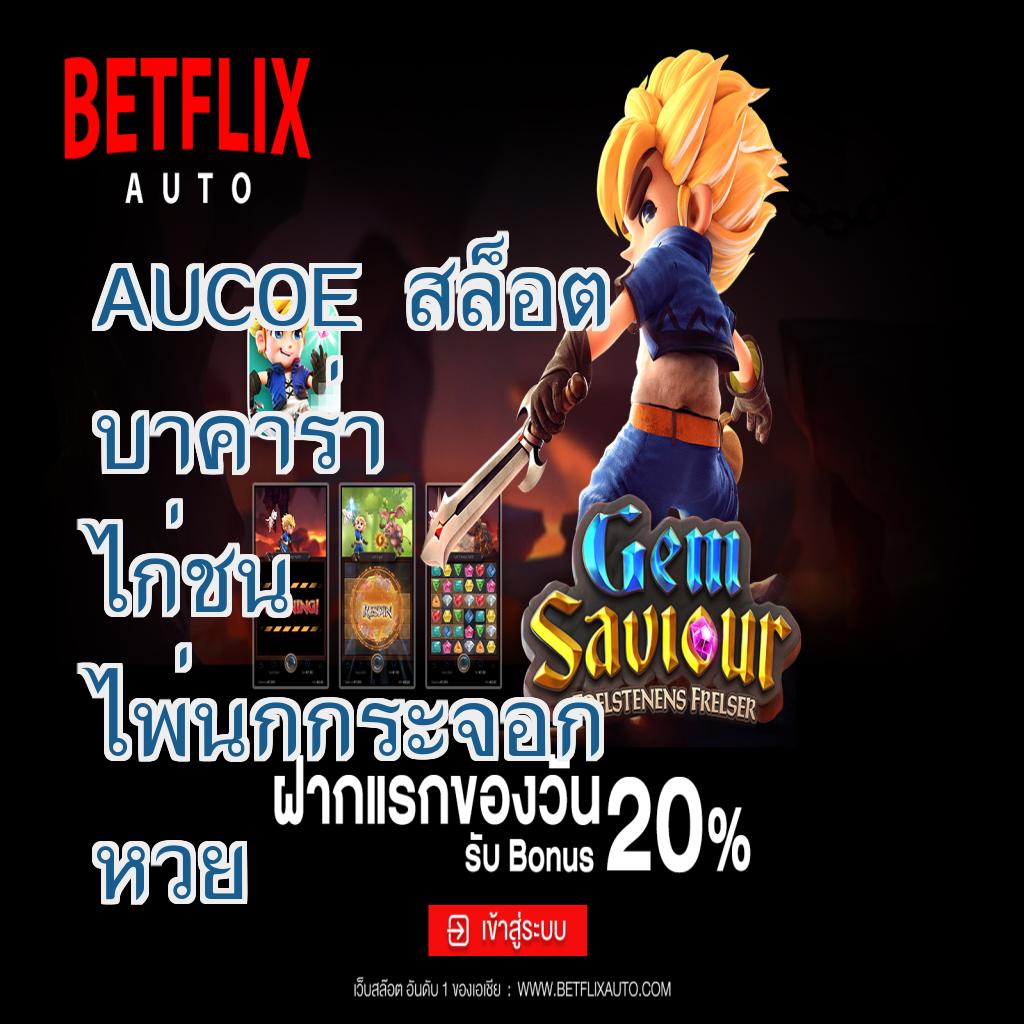 BETFLIX
AUTO
AUCOE สล็อต
บาคาร่า
ไก่ชน
ไพ่นกกระจอก
หวย
Gem
Saviour
FRELSER
ฝากแรกของวัน 20%
รับ Bonus
เข้าสู่ระบบ
เว็บสล๊อต อันดับ 1 ของเอเชีย : WWW.BETFLIXAUTO.COM